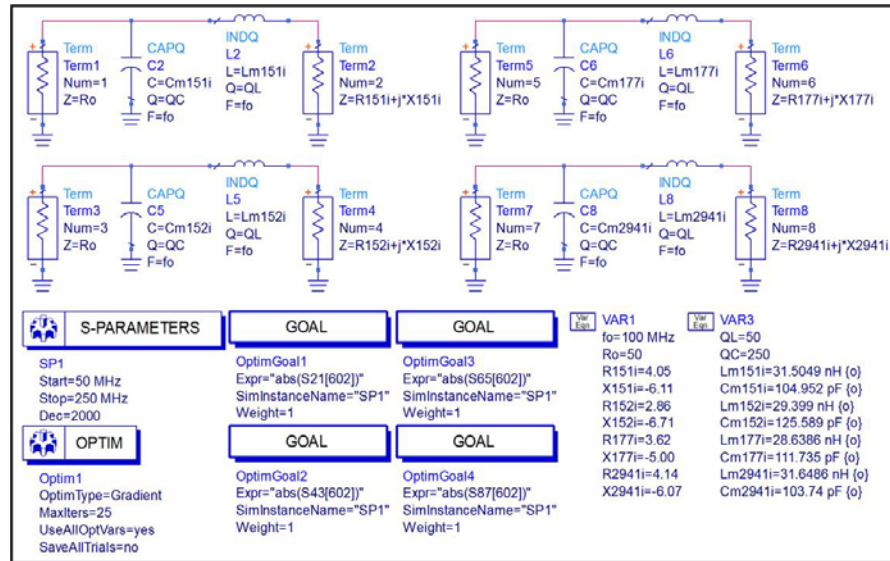 Term
Term1
Num=1
Z=Ro
CAPQ
C2
C=Cm151i
Q=QC
F=fo
INDQ
L2
L=Lm151i
Q=QL
F=fo
Term
Term2
Num=2
Z=R151i+j*X151i
Term
Term5
Num=5
Z=Ro
CAPQ
C6
C=Cm177i
Q=QC
F=fo
INDQ
L6
L=Lm177i
Q=QL
F=fo
Term
Term6
Num=6
Z=R177i+j*X177i
Term
Term3
Num=3
Z=Ro
CAPQ
C5
C=Cm152i
Q=QC
F=fo
INDQ
L5
L=Lm152i
Q=QL
F=fo
Term
Term4
Num=4
Z=R152i+j*X152i
Term
Term7
Num=7
Z=Ro
CAPQ
C8
C=Cm2941i
Q=QC
F=fo
INDQ
L8
L=Lm2941i
Q=QL
F=fo
Term
Term8
Num=8
Z=R2941i+j*X2941i
S-PARAMETERS
SP1
Start=50 MHz
Stop=250 MHz
Dec=2000
OPTIM
Optim1
OptimType=Gradient
MaxIters=25
UseAllOptVars=yes
SaveAllTrials=no
GOAL
OptimGoal1
Expr="abs(S21[602])"
SimInstanceName="SP1"
Weight=1
GOAL
OptimGoal2
Expr="abs(S43[602])"
SimInstanceName="SP1"
Weight=1
GOAL
OptimGoal3
Expr="abs(S65[602])"
SimInstanceName="SP1"
Weight=1
GOAL
OptimGoal4
Expr="abs(S87[602])"
SimInstanceName="SP1"
Weight=1
Var
Eqn
VAR1
fo=100 MHz
Ro=50
R151i=4.05
X151i=-6.11
R152i=2.86
X152i=-6.71
R177i=3.62
X177i=-5.00
R2941i=4.14
X2941i=-6.07
Var
Eqn
VAR3
QL=50
QC=250
Lm151i=31.5049 nH {o}
Cm151i=104.952 pF {o}
Lm152i=29.399 nH {o}
Cm152i=125.589 pF {o}
Lm177i=28.6386 nH {o}
Cm177i=111.735 pF {o}
Lm2941i=31.6486 nH {o}
Cm2941i=103.74 pF {o}